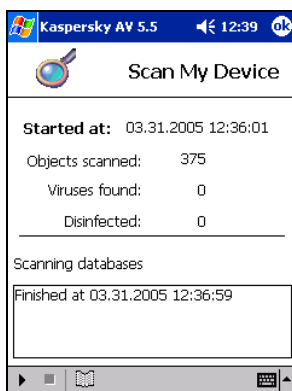 Kaspersky AV 5.5 12:39 ok
Scan My Device
Started at: 03.31.2005 12:36:01
Objects scanned: 375
Viruses found: 0
Disinfected: 0
Scanning databases
Finished at 03.31.2005 12:36:59